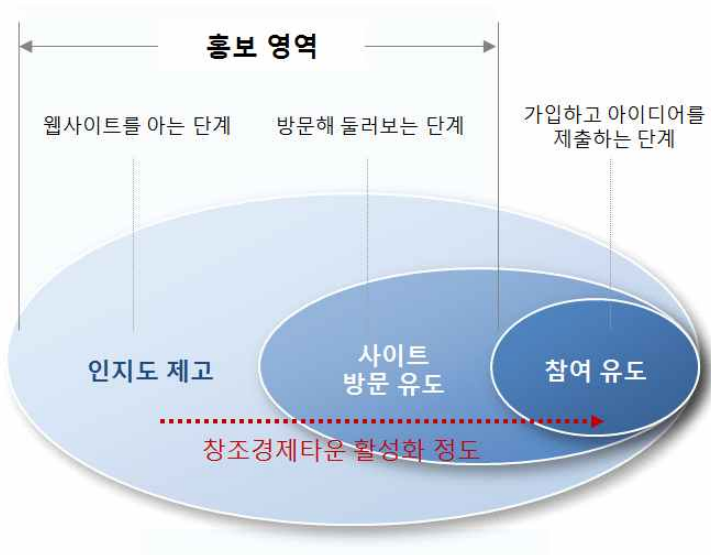 홍보 영역
웹사이트를 아는 단계
방문해 둘러보는 단계
가입하고 아이디어를
제출하는 단계
인지도 제고
사이트
방문 유도
참여 유도
창조경제타운 활성화 정도